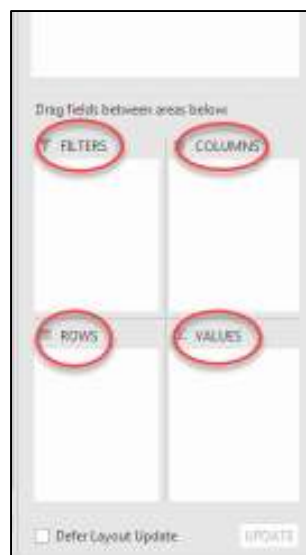 Drag fields between areas below
FILTERS
COLUMNS
ROWS
VALUES
Defer Layout Update
UPDATE